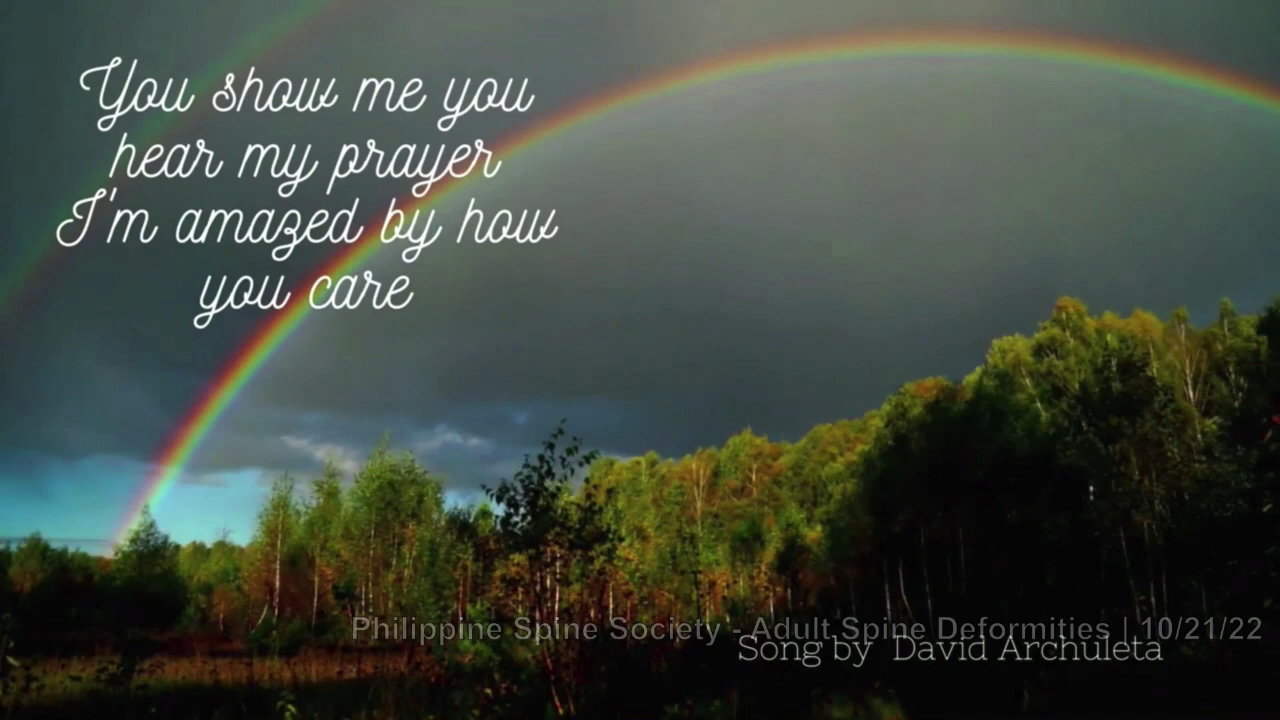 You show me you
hear my prayer
I'm amazed by how
you care
Philippine Spine Society - Adult Spine Deformities | 10/21/22
Song by David Archuleta